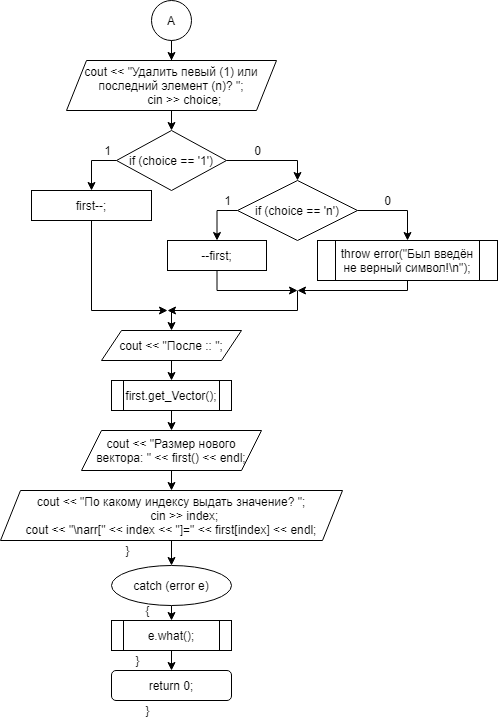 A
cout << "Удалить певый (1) или
последний элемент (n)? ";
cin >> choice;
if (choice == '1')
1
0
first--;
if (choice == 'n')
1
0
--first;
throw error("Был введён
не верный символ!\n");
cout << "После :: ";
first.get_Vector();
cout << "Размер нового
вектора: " << first() << endl;
cout << "По какому индексу выдать значение? ";
cin >> index;
cout << "\narr[" << index << "]=" << first[index] << endl;
}
catch (error e)
{
e.what();
}
return 0;
}